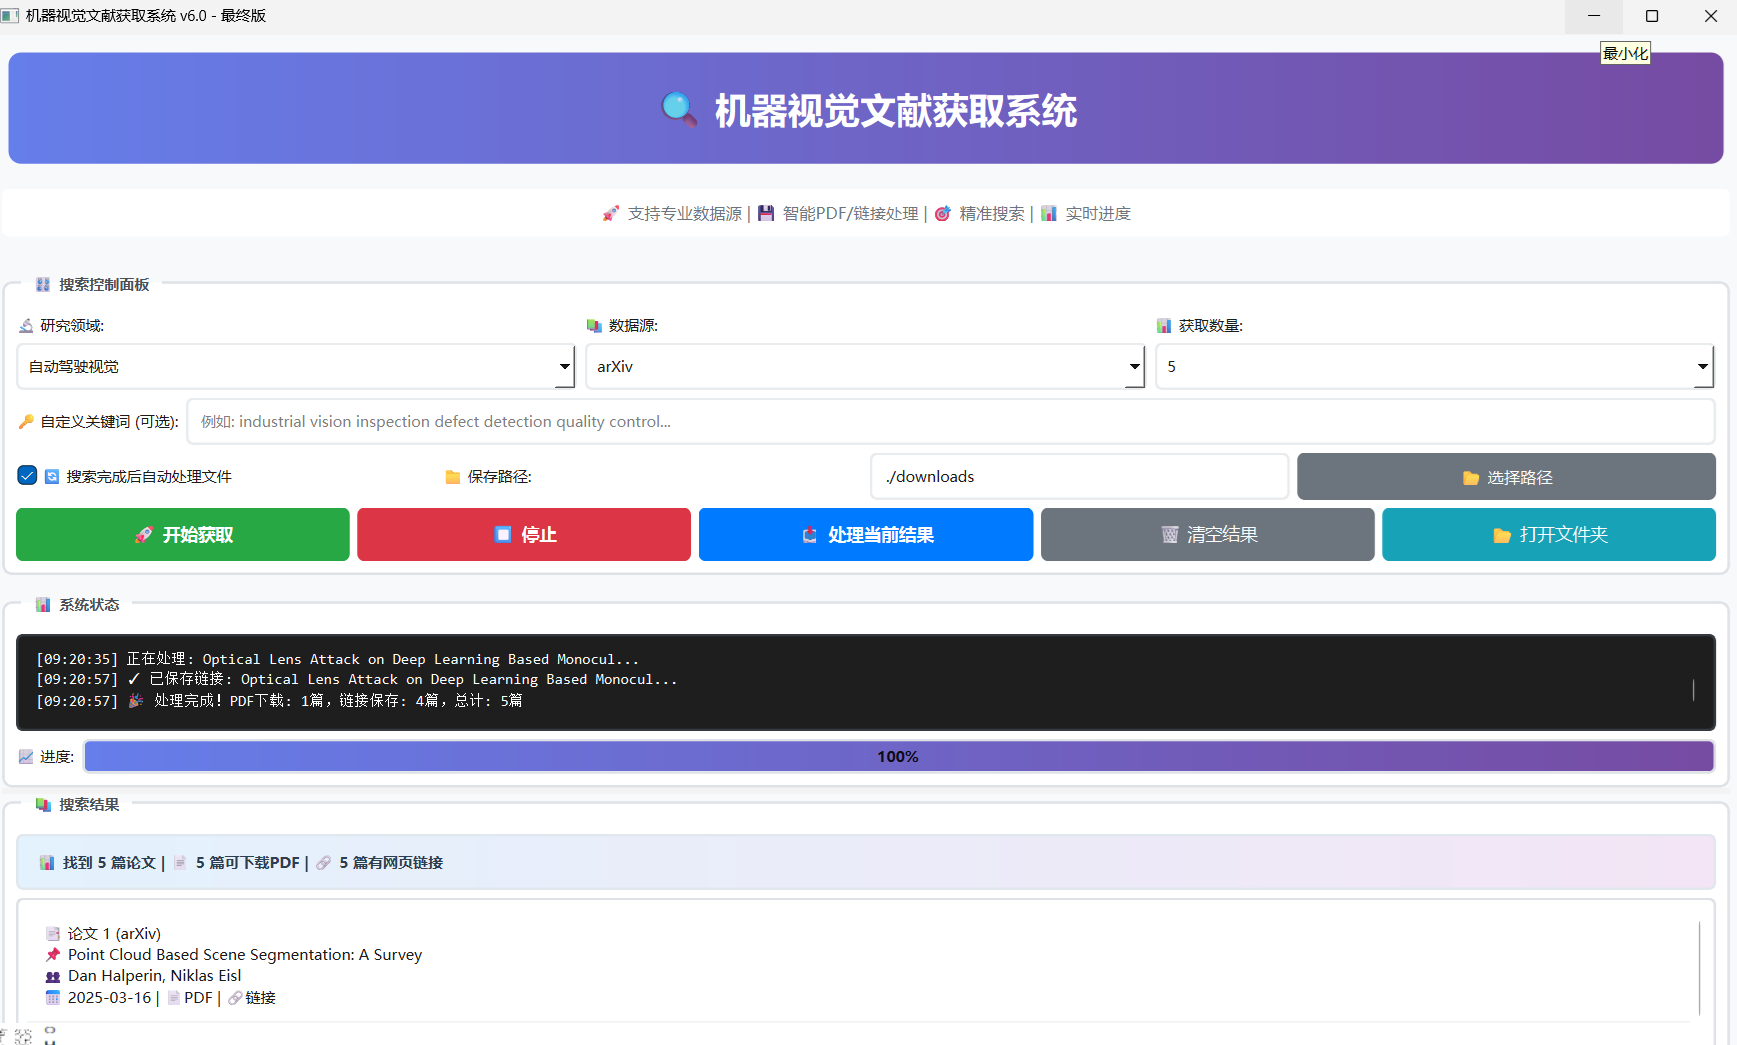 机器视觉文献获取系统 v6.0 - 最终版
最小化
机器视觉文献获取系统
支持专业数据源 | 智能PDF/链接处理 | 精准搜索 | 实时进度
搜索控制面板
研究领域: 数据源: 获取数量:
自动驾驶视觉 arXiv 5
自定义关键词 (可选): 例如: industrial vision inspection defect detection quality control...
搜索完成后自动处理文件 保存路径: ./downloads 选择路径
开始获取 停止 处理当前结果 清空结果 打开文件夹
系统状态
[09:20:35] 正在处理: Optical Lens Attack on Deep Learning Based Monocul...
[09:20:57] ✓ 已保存链接: Optical Lens Attack on Deep Learning Based Monocul...
[09:20:57] 处理完成! PDF下载: 1篇, 链接保存: 4篇, 总计: 5篇
进度: 100%
搜索结果
找到 5 篇论文 | 5 篇可下载PDF | 5 篇有网页链接
论文 1 (arXiv)
Point Cloud Based Scene Segmentation: A Survey
Dan Halperin, Niklas Eisl
2025-03-16 | PDF | 链接